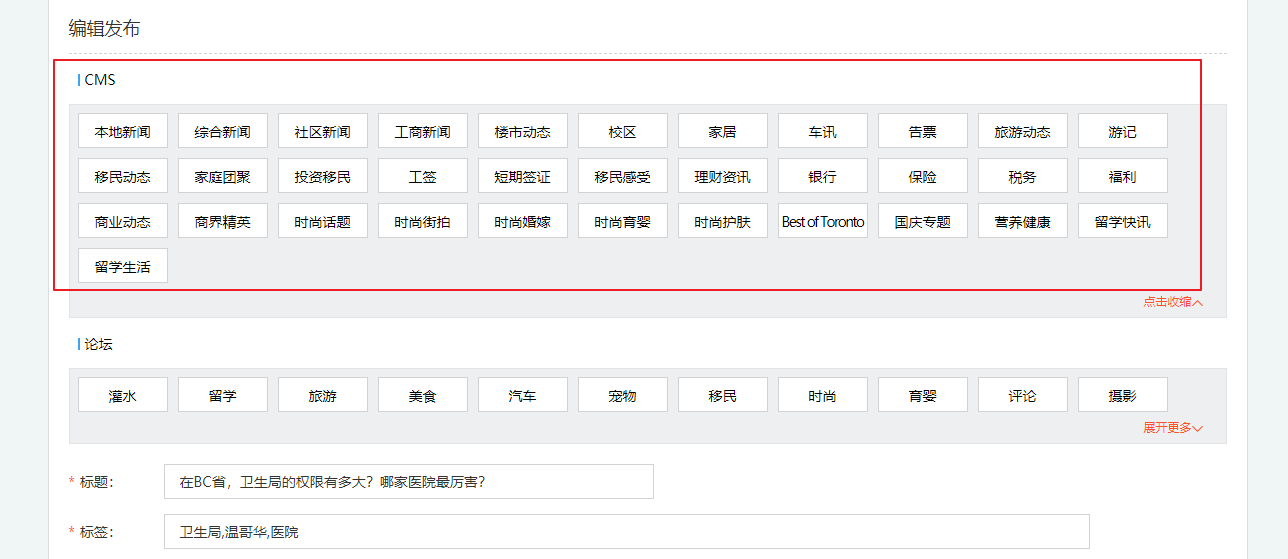 编辑发布
CMS
本地新闻 综合新闻 社区新闻 工商新闻 楼市动态 校区 家居 车讯 告票 旅游动态 游记
移民动态 家庭团聚 投资移民 工签 短期签证 移民感受 理财资讯 银行 保险 税务 福利
商业动态 商界精英 时尚话题 时尚街拍 时尚婚嫁 时尚育婴 时尚护肤 Best of Toronto 国庆专题 营养健康 留学快讯
留学生活
点击收缩
论坛
灌水 留学 旅游 美食 汽车 宠物 移民 时尚 育婴 评论 摄影
展开更多
* 标题： 在BC省，卫生局的权限有多大？哪家医院最厉害？
* 标签： 卫生局,温哥华,医院